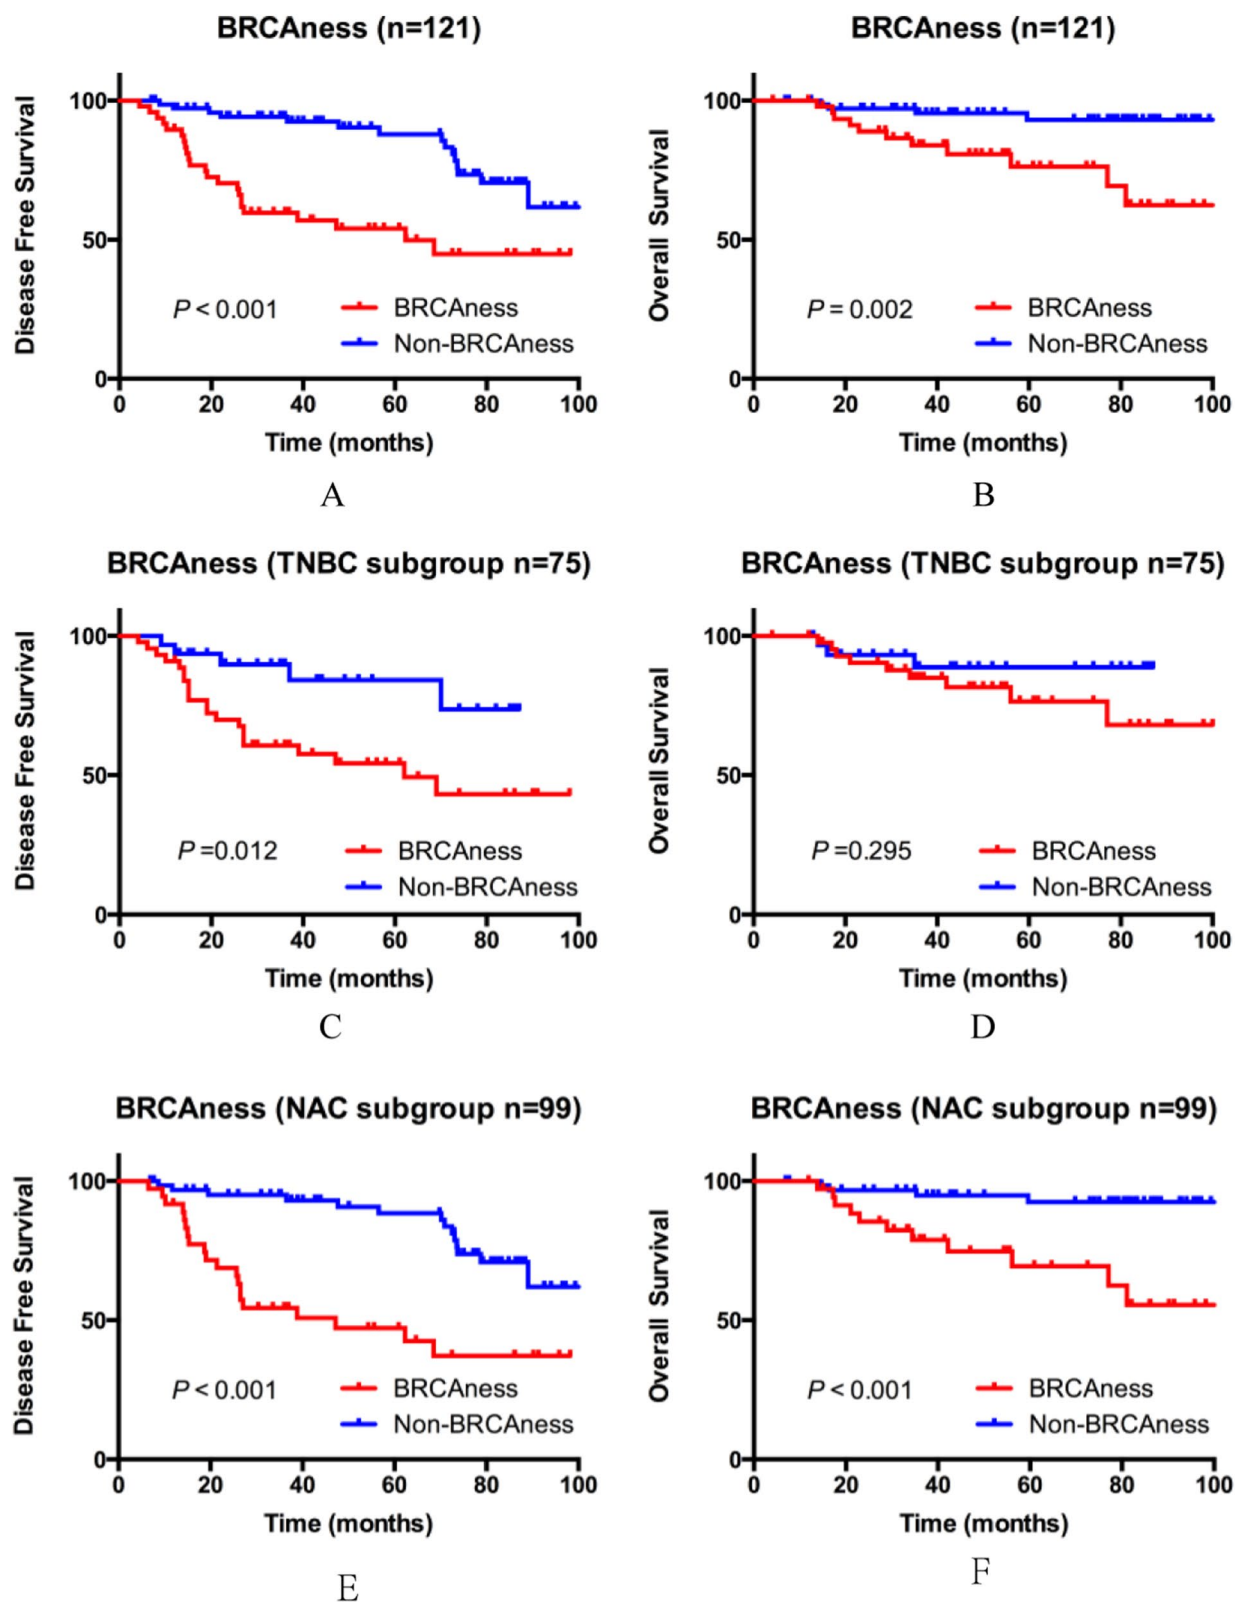 BRCAness (n=121)
Disease Free Survival
100
50
0
P < 0.001
BRCAness
Non-BRCAness
0 20 40 60 80 100
Time (months)
A
BRCAness (n=121)
Overall Survival
100
50
0
P = 0.002
BRCAness
Non-BRCAness
0 20 40 60 80 100
Time (months)
B
BRCAness (TNBC subgroup n=75)
Disease Free Survival
100
50
0
P =0.012
BRCAness
Non-BRCAness
0 20 40 60 80 100
Time (months)
C
BRCAness (TNBC subgroup n=75)
Overall Survival
100
50
0
P =0.295
BRCAness
Non-BRCAness
0 20 40 60 80 100
Time (months)
D
BRCAness (NAC subgroup n=99)
Disease Free Survival
100
50
0
P < 0.001
BRCAness
Non-BRCAness
0 20 40 60 80 100
Time (months)
E
BRCAness (NAC subgroup n=99)
Overall Survival
100
50
0
P < 0.001
BRCAness
Non-BRCAness
0 20 40 60 80 100
Time (months)
F